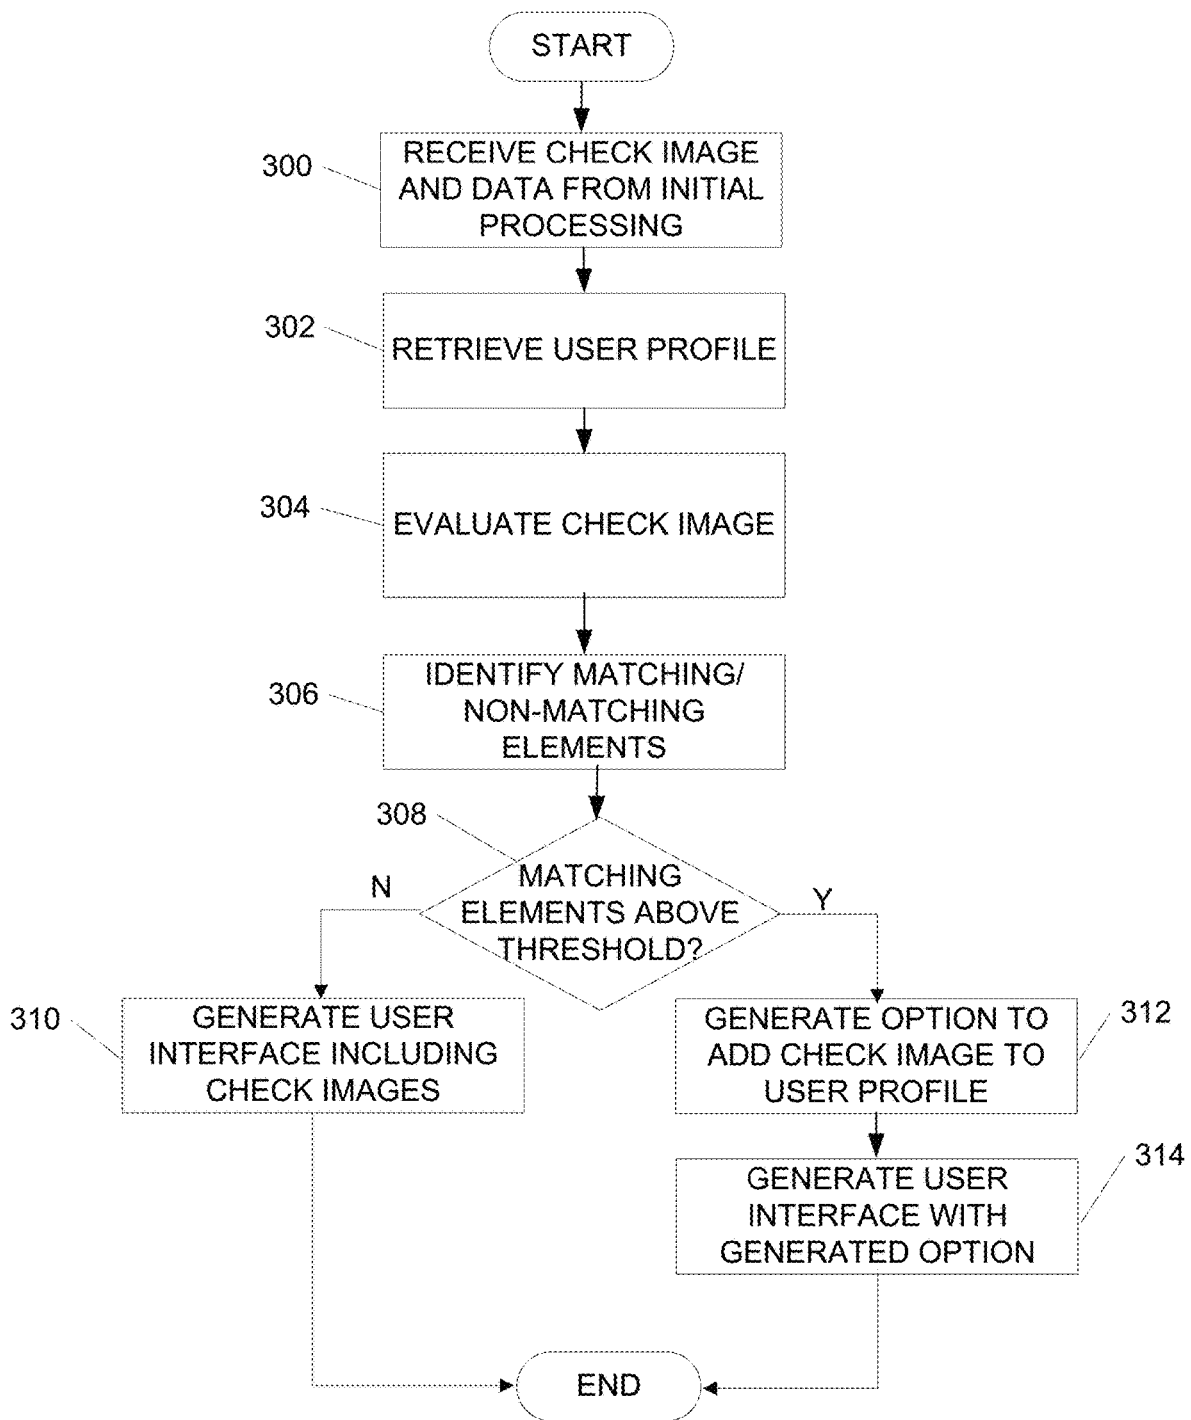 START
300
RECEIVE CHECK IMAGE
AND DATA FROM INITIAL
PROCESSING
302
RETRIEVE USER PROFILE
304
EVALUATE CHECK IMAGE
306
IDENTIFY MATCHING/
NON-MATCHING
ELEMENTS
308
MATCHING
ELEMENTS ABOVE
THRESHOLD?
N
Y
310
GENERATE USER
INTERFACE INCLUDING
CHECK IMAGES
312
GENERATE OPTION TO
ADD CHECK IMAGE TO
USER PROFILE
314
GENERATE USER
INTERFACE WITH
GENERATED OPTION
END